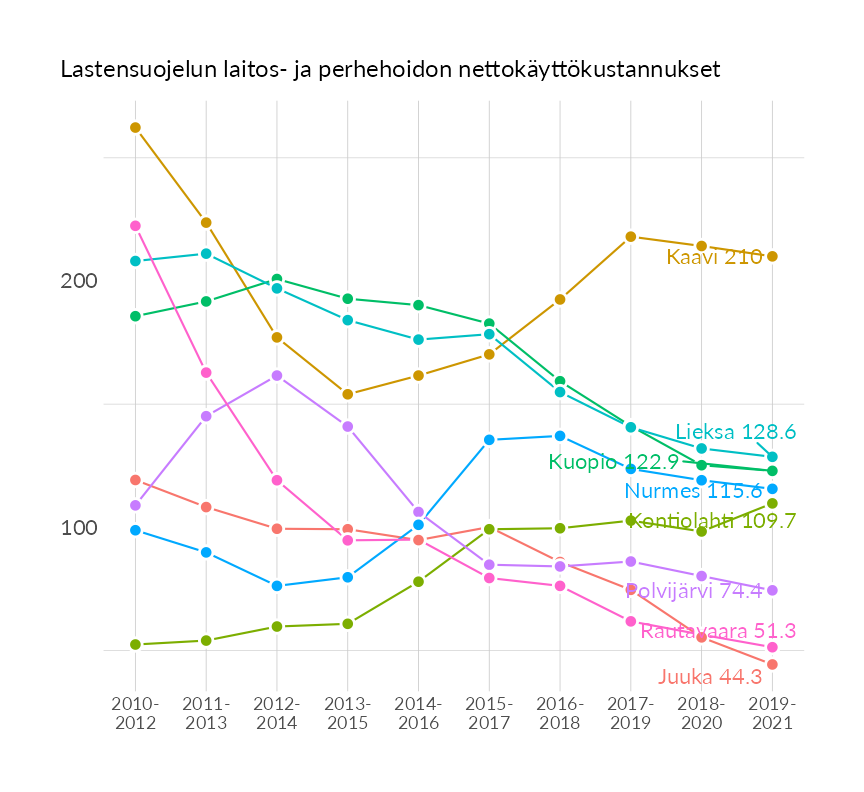 Lastensuojelun laitos- ja perhehoidon nettokäyttökustannukset
Kaavi 210
200
Lieksa 128.6
Kuopio 122.9
Nurmes 115.6
Kontiolahti 109.7
100
Polvijärvi 74.4
Rautavaara 51.3
Juuka 44.3
2010- 2011- 2012- 2013- 2014- 2015- 2016- 2017- 2018- 2019-
2012 2013 2014 2015 2016 2017 2018 2019 2020 2021